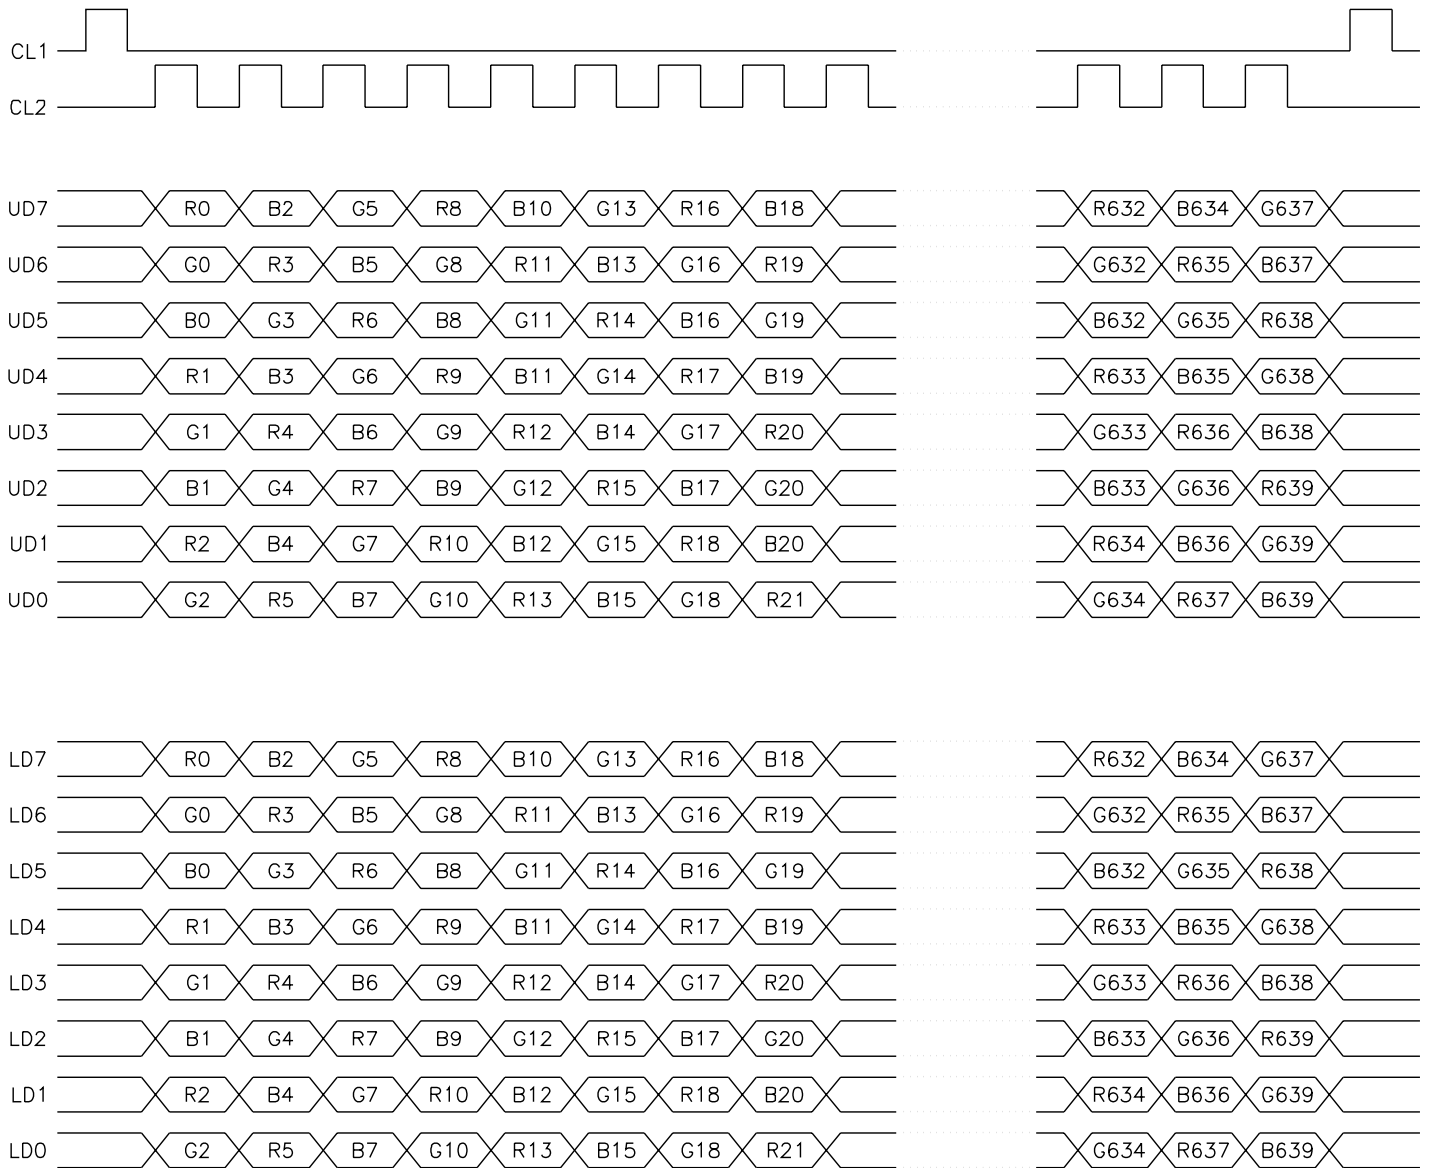 CL1
CL2
UD7 R0 B2 G5 R8 B10 G13 R16 B18 R632 B634 G637
UD6 G0 R3 B5 G8 R11 B13 G16 R19 G632 R635 B637
UD5 B0 G3 R6 B8 G11 R14 B16 G19 B632 G635 R638
UD4 R1 B3 G6 R9 B11 G14 R17 B19 R633 B635 G638
UD3 G1 R4 B6 G9 R12 B14 G17 R20 G633 R636 B638
UD2 B1 G4 R7 B9 G12 R15 B17 G20 B633 G636 R639
UD1 R2 B4 G7 R10 B12 G15 R18 B20 R634 B636 G639
UD0 G2 R5 B7 G10 R13 B15 G18 R21 G634 R637 B639
LD7 R0 B2 G5 R8 B10 G13 R16 B18 R632 B634 G637
LD6 G0 R3 B5 G8 R11 B13 G16 R19 G632 R635 B637
LD5 B0 G3 R6 B8 G11 R14 B16 G19 B632 G635 R638
LD4 R1 B3 G6 R9 B11 G14 R17 B19 R633 B635 G638
LD3 G1 R4 B6 G9 R12 B14 G17 R20 G633 R636 B638
LD2 B1 G4 R7 B9 G12 R15 B17 G20 B633 G636 R639
LD1 R2 B4 G7 R10 B12 G15 R18 B20 R634 B636 G639
LD0 G2 R5 B7 G10 R13 B15 G18 R21 G634 R637 B639